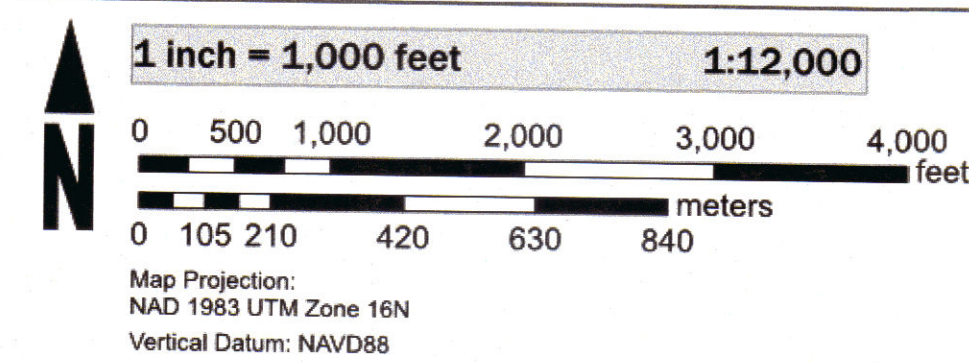 N
1 inch = 1,000 feet 1:12,000
0 500 1,000 2,000 3,000 4,000
feet
meters
0 105 210 420 630 840
Map Projection:
NAD 1983 UTM Zone 16N
Vertical Datum: NAVD88